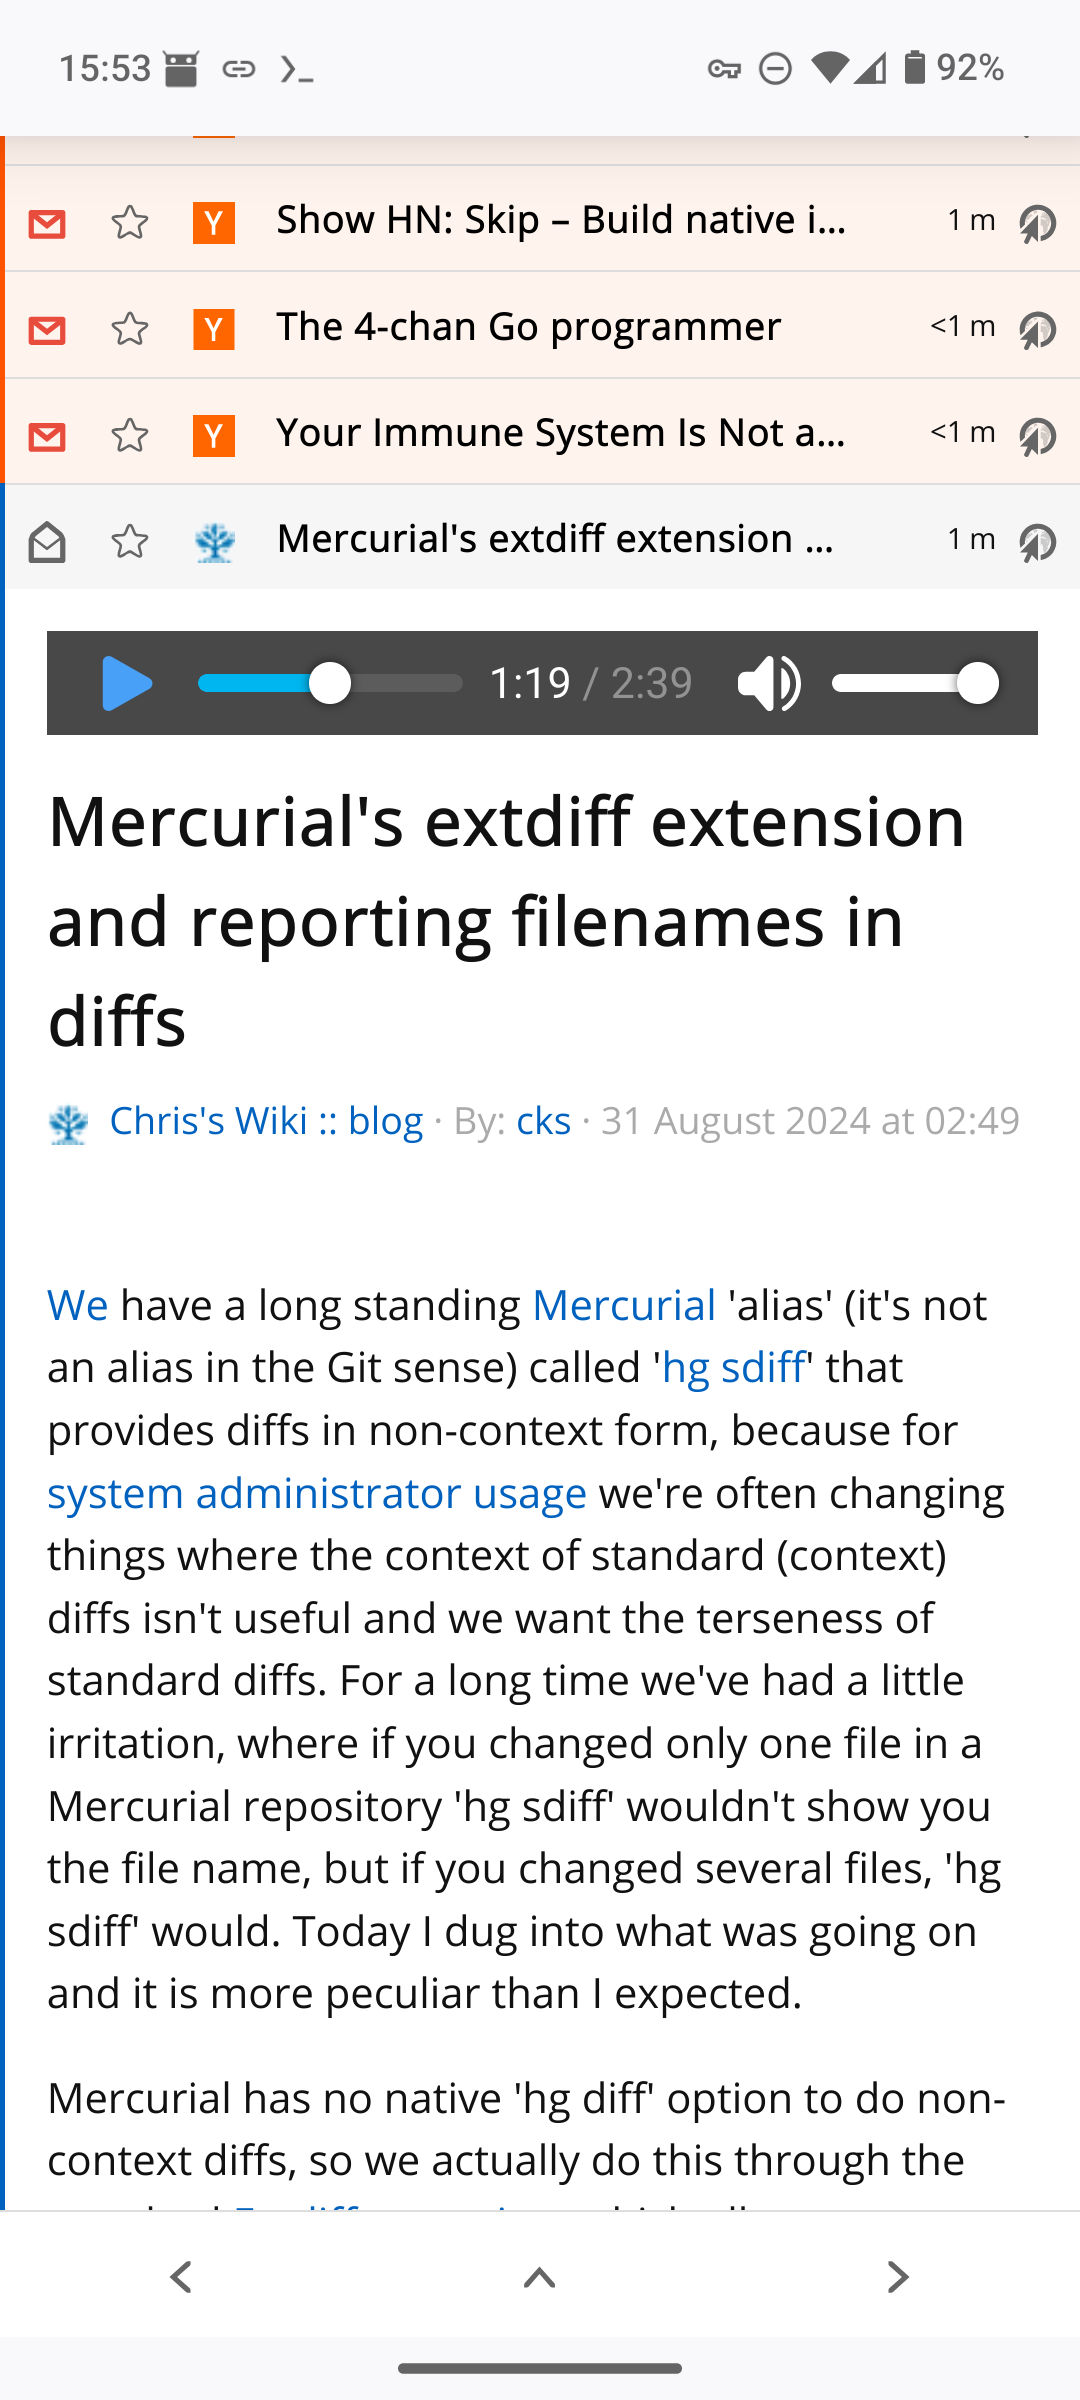 15:53 92%
Y Show HN: Skip – Build native i... 1 m
Y The 4-chan Go programmer <1 m
Y Your Immune System Is Not a... <1 m
Mercurial's extdiff extension ... 1 m
1:19 / 2:39
Mercurial's extdiff extension
and reporting filenames in
diffs
Chris's Wiki :: blog · By: cks · 31 August 2024 at 02:49
We have a long standing Mercurial 'alias' (it's not
an alias in the Git sense) called 'hg sdiff' that
provides diffs in non-context form, because for
system administrator usage we're often changing
things where the context of standard (context)
diffs isn't useful and we want the terseness of
standard diffs. For a long time we've had a little
irritation, where if you changed only one file in a
Mercurial repository 'hg sdiff' wouldn't show you
the file name, but if you changed several files, 'hg
sdiff' would. Today I dug into what was going on
and it is more peculiar than I expected.
Mercurial has no native 'hg diff' option to do non-
context diffs, so we actually do this through the